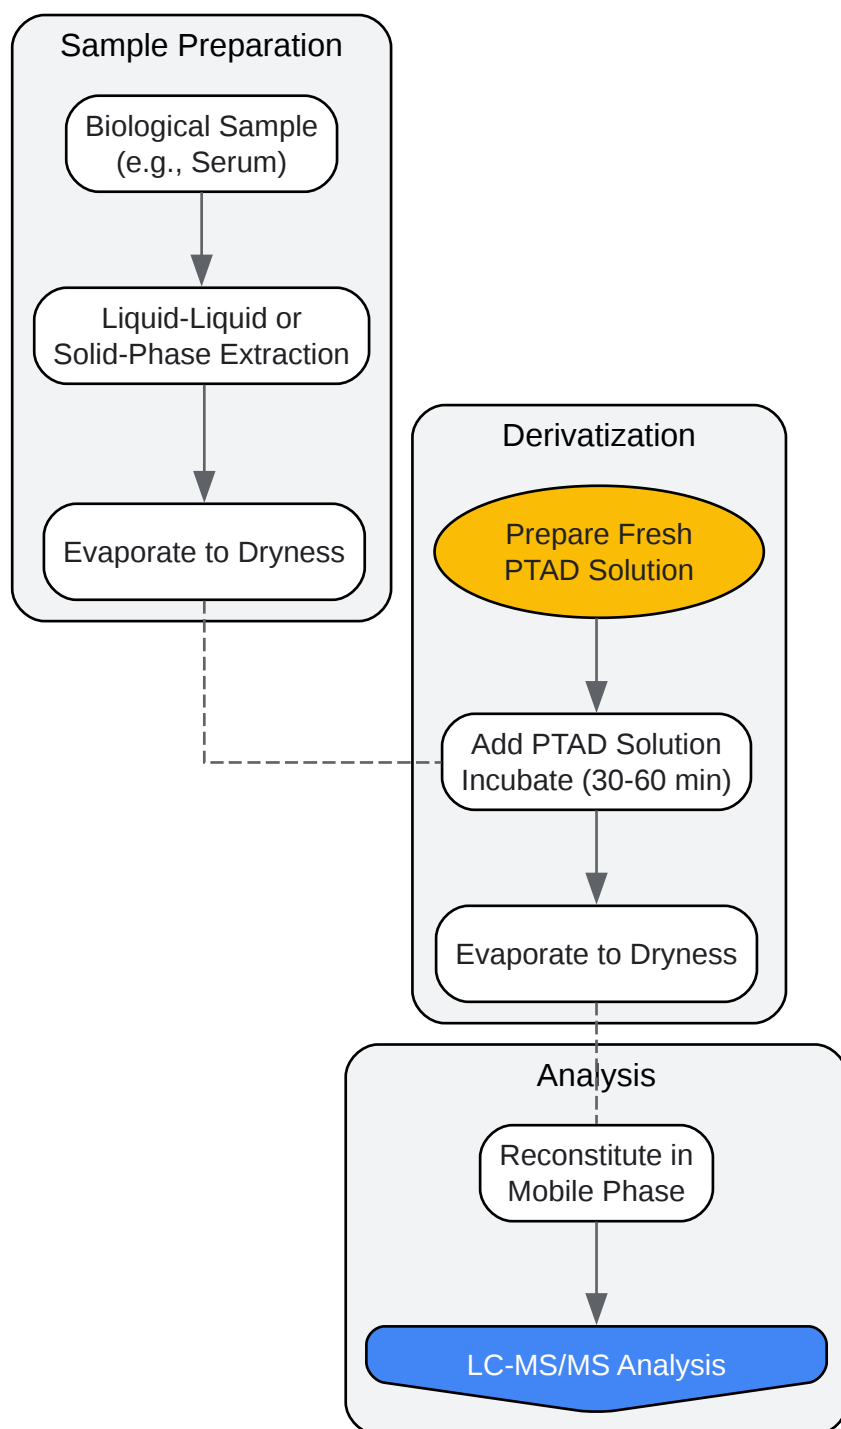 Sample Preparation
Biological Sample
(e.g., Serum)
Liquid-Liquid or
Solid-Phase Extraction
Evaporate to Dryness
Derivatization
Prepare Fresh
PTAD Solution
Add PTAD Solution
Incubate (30-60 min)
Evaporate to Dryness
Analysis
Reconstitute in
Mobile Phase
LC-MS/MS Analysis